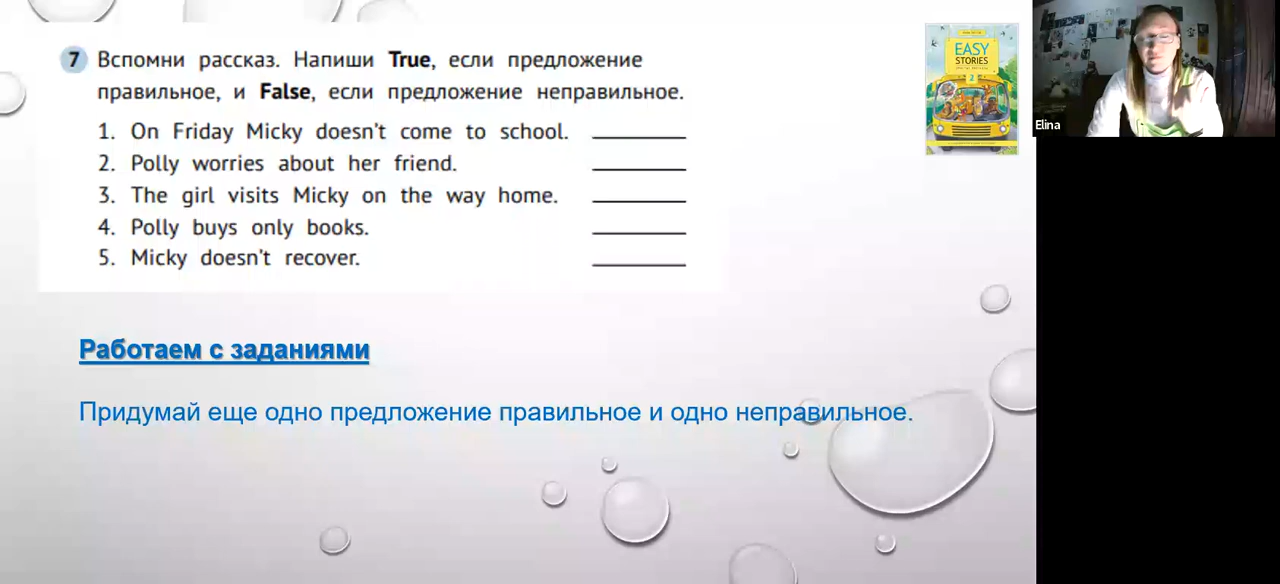 7 Вспомни рассказ. Напиши True, если предложение
правильное, и False, если предложение неправильное.
1. On Friday Micky doesn't come to school.
2. Polly worries about her friend.
3. The girl visits Micky on the way home.
4. Polly buys only books.
5. Micky doesn't recover.
Работаем с заданиями
Придумай еще одно предложение правильное и одно неправильное.
EASY
STORIES
2
Elina